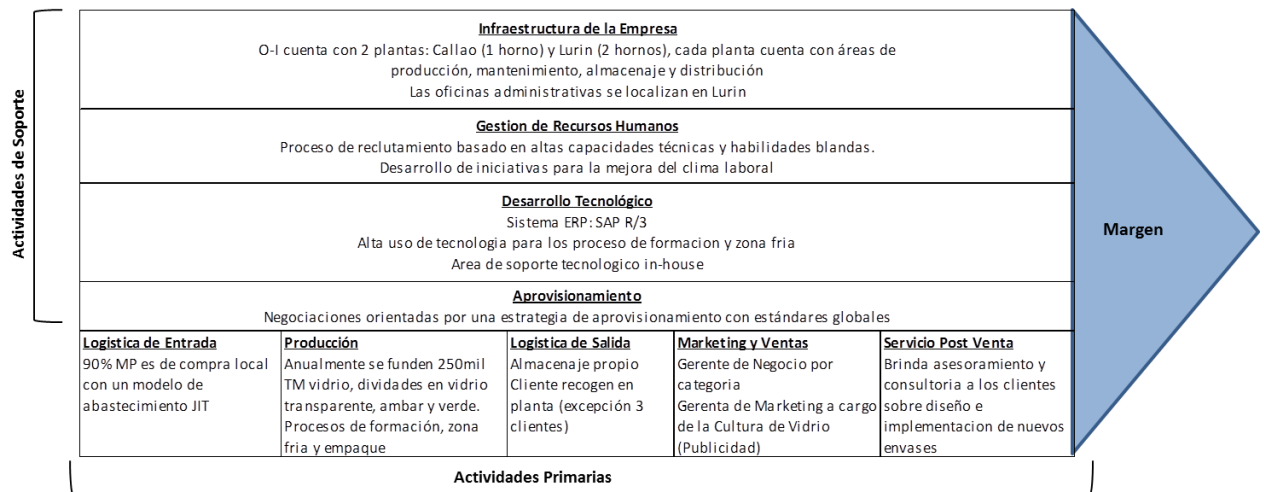 Actividades de Soporte
Infraestructura de la Empresa
O-I cuenta con 2 plantas: Callao (1 horno) y Lurin (2 hornos), cada planta cuenta con áreas de
producción, mantenimiento, almacenaje y distribución
Las oficinas administrativas se localizan en Lurin
Gestion de Recursos Humanos
Proceso de reclutamiento basado en altas capacidades técnicas y habilidades blandas.
Desarrollo de iniciativas para la mejora del clima laboral
Desarrollo Tecnológico
Sistema ERP: SAP R/3
Alta uso de tecnologia para los proceso de formacion y zona fria
Area de soporte tecnologico in-house
Aprovisionamiento
Negociaciones orientadas por una estrategia de aprovisionamiento con estándares globales
Logistica de Entrada
90% MP es de compra local
con un modelo de
abastecimiento JIT
Producción
Anualmente se funden 250mil
TM vidrio, dividades en vidrio
transparente, ambar y verde.
Procesos de formación, zona
fria y empaque
Logistica de Salida
Almacenaje propio
Cliente recogen en
planta (excepción 3
clientes)
Marketing y Ventas
Gerente de Negocio por
categoria
Gerenta de Marketing a cargo
de la Cultura de Vidrio
(Publicidad)
Servicio Post Venta
Brinda asesoramiento y
consultoria a los clientes
sobre diseño e
implementacion de nuevos
envases
Margen
Actividades Primarias